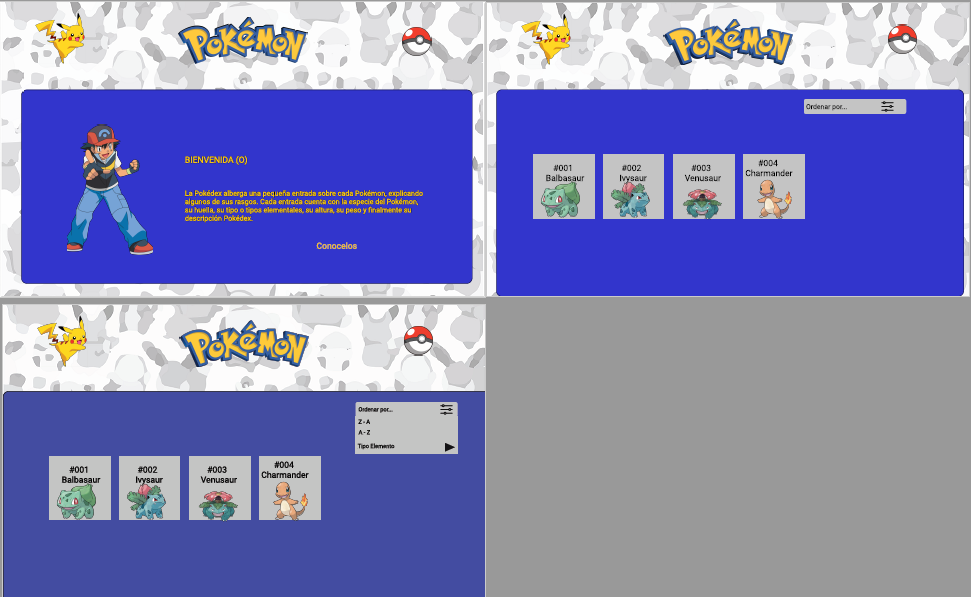 POKéMON
BIENVENIDA (O)
La Pokédex alberga una pequeña entrada sobre cada Pokémon, explicando
algunos de sus rasgos. Cada entrada cuenta con la especie del Pokémon,
su huella, su tipo o tipos elementales, su altura, su peso y finalmente su
descripción Pokédex.
Conocelos
POKéMON
Ordenar por...
#001
Balbasaur
#002
Ivysaur
#003
Venusaur
#004
Charmander
POKéMON
Ordenar por...
Z - A
A - Z
Tipo Elemento
#001
Balbasaur
#002
Ivysaur
#003
Venusaur
#004
Charmander